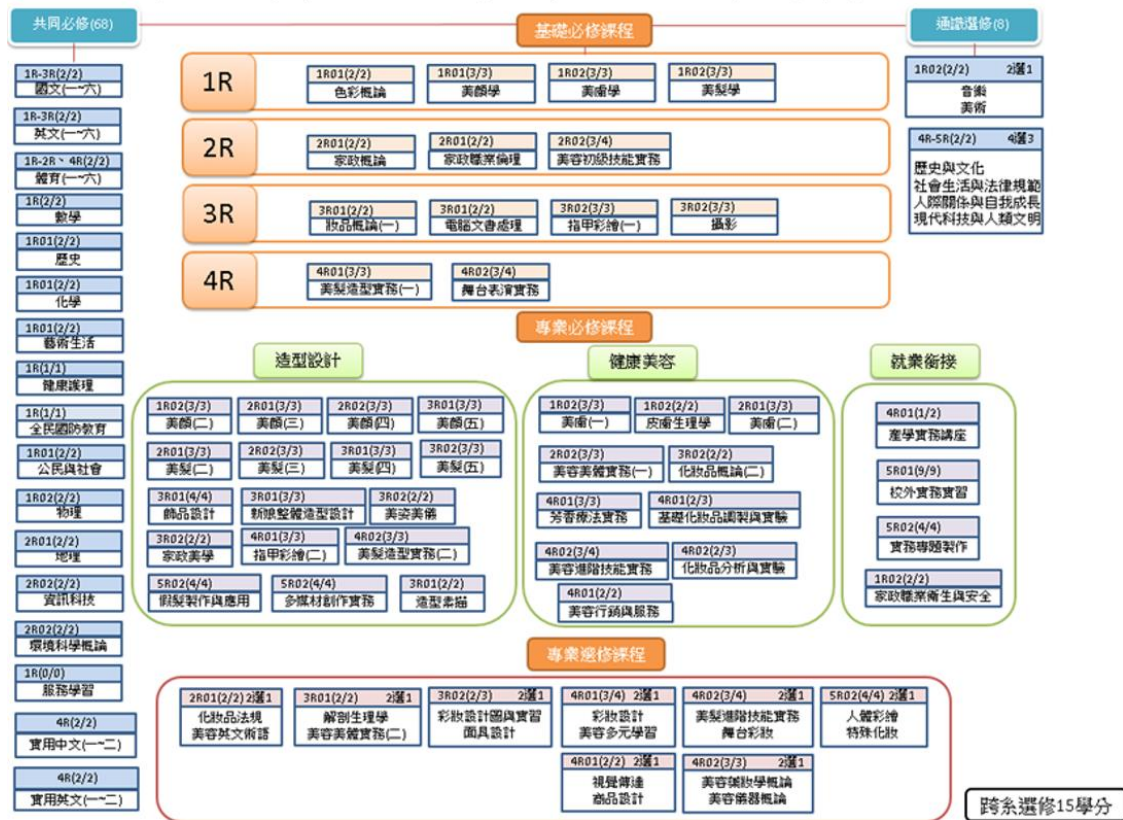 共同必修(68)
基礎必修課程
通識選修(8)
1R-3R(2/2)
國文(一~六)
1R-3R(2/2)
英文(一~六)
1R-2R、4R(2/2)
體育(一~六)
1R(2/2)
數學
1R01(2/2)
歷史
1R01(2/2)
化學
1R01(2/2)
藝術生活
1R(1/1)
健康護理
1R(1/1)
全民國防教育
1R01(2/2)
公民與社會
1R02(2/2)
物理
2R01(2/2)
地理
2R02(2/2)
資訊科技
2R02(2/2)
環境科學概論
1R(0/0)
服務學習
4R(2/2)
實用中文(一~二)
4R(2/2)
實用英文(一~二)
1R
1R01(2/2)
色彩概論
1R01(3/3)
美顏學
1R02(3/3)
美膚學
1R02(3/3)
美髮學
2R
2R01(2/2)
家政概論
2R01(2/2)
家政職業倫理
2R02(3/4)
美容初級技能實務
3R
3R01(2/2)
妝品概論(一)
3R01(2/2)
電腦文書處理
3R02(3/3)
指甲彩繪(一)
3R02(3/3)
攝影
4R
4R01(3/3)
美髮造型實務(一)
4R02(3/4)
舞台表演實務
1R02(2/2) 2選1
音樂
美術
4R-5R(2/2) 4選3
歷史與文化
社會生活與法律規範
人際關係與自我成長
現代科技與人類文明
專業必修課程
造型設計
1R02(3/3)
美顏(二)
2R01(3/3)
美顏(三)
2R02(3/3)
美顏(四)
3R01(3/3)
美顏(五)
2R01(3/3)
美髮(二)
2R02(3/3)
美髮(三)
3R01(3/3)
美髮(四)
3R02(3/3)
美髮(五)
3R01(4/4)
飾品設計
3R01(3/3)
新娘整體造型設計
3R02(2/2)
美姿美儀
3R02(2/2)
家政美學
4R01(3/3)
指甲彩繪(二)
4R02(3/3)
美髮造型實務(二)
5R02(4/4)
假髮製作與應用
5R02(4/4)
多媒材創作實務
3R01(2/2)
造型素描
健康美容
1R02(3/3)
美膚(一)
1R02(2/2)
皮膚生理學
2R01(3/3)
美膚(二)
2R02(3/3)
美容美體實務(一)
3R02(2/2)
化妝品概論(二)
4R01(3/3)
芳香療法實務
4R01(2/3)
基礎化妝品調製與實驗
4R02(3/4)
美容進階技能實務
4R02(2/3)
化妝品分析與實驗
4R01(2/2)
美容行銷與服務
就業銜接
4R01(1/2)
產學實務講座
5R01(9/9)
校外實務實習
5R02(4/4)
實務專題製作
1R02(2/2)
家政職業衛生與安全
專業選修課程
2R01(2/2) 2選1
化妝品法規
美容英文術語
3R01(2/2) 2選1
解剖生理學
美容美體實務(二)
3R02(2/3) 2選1
彩妝設計圖與實習
面具設計
4R01(3/4) 2選1
彩妝設計
美容多元學習
4R02(3/4) 2選1
美髮進階技能實務
舞台彩妝
5R02(4/4) 2選1
人體彩繪
特殊化妝
4R01(2/2) 2選1
視覺傳達
商品設計
4R02(3/3) 2選1
美容藥妝學概論
美容儀器概論
跨系選修15學分